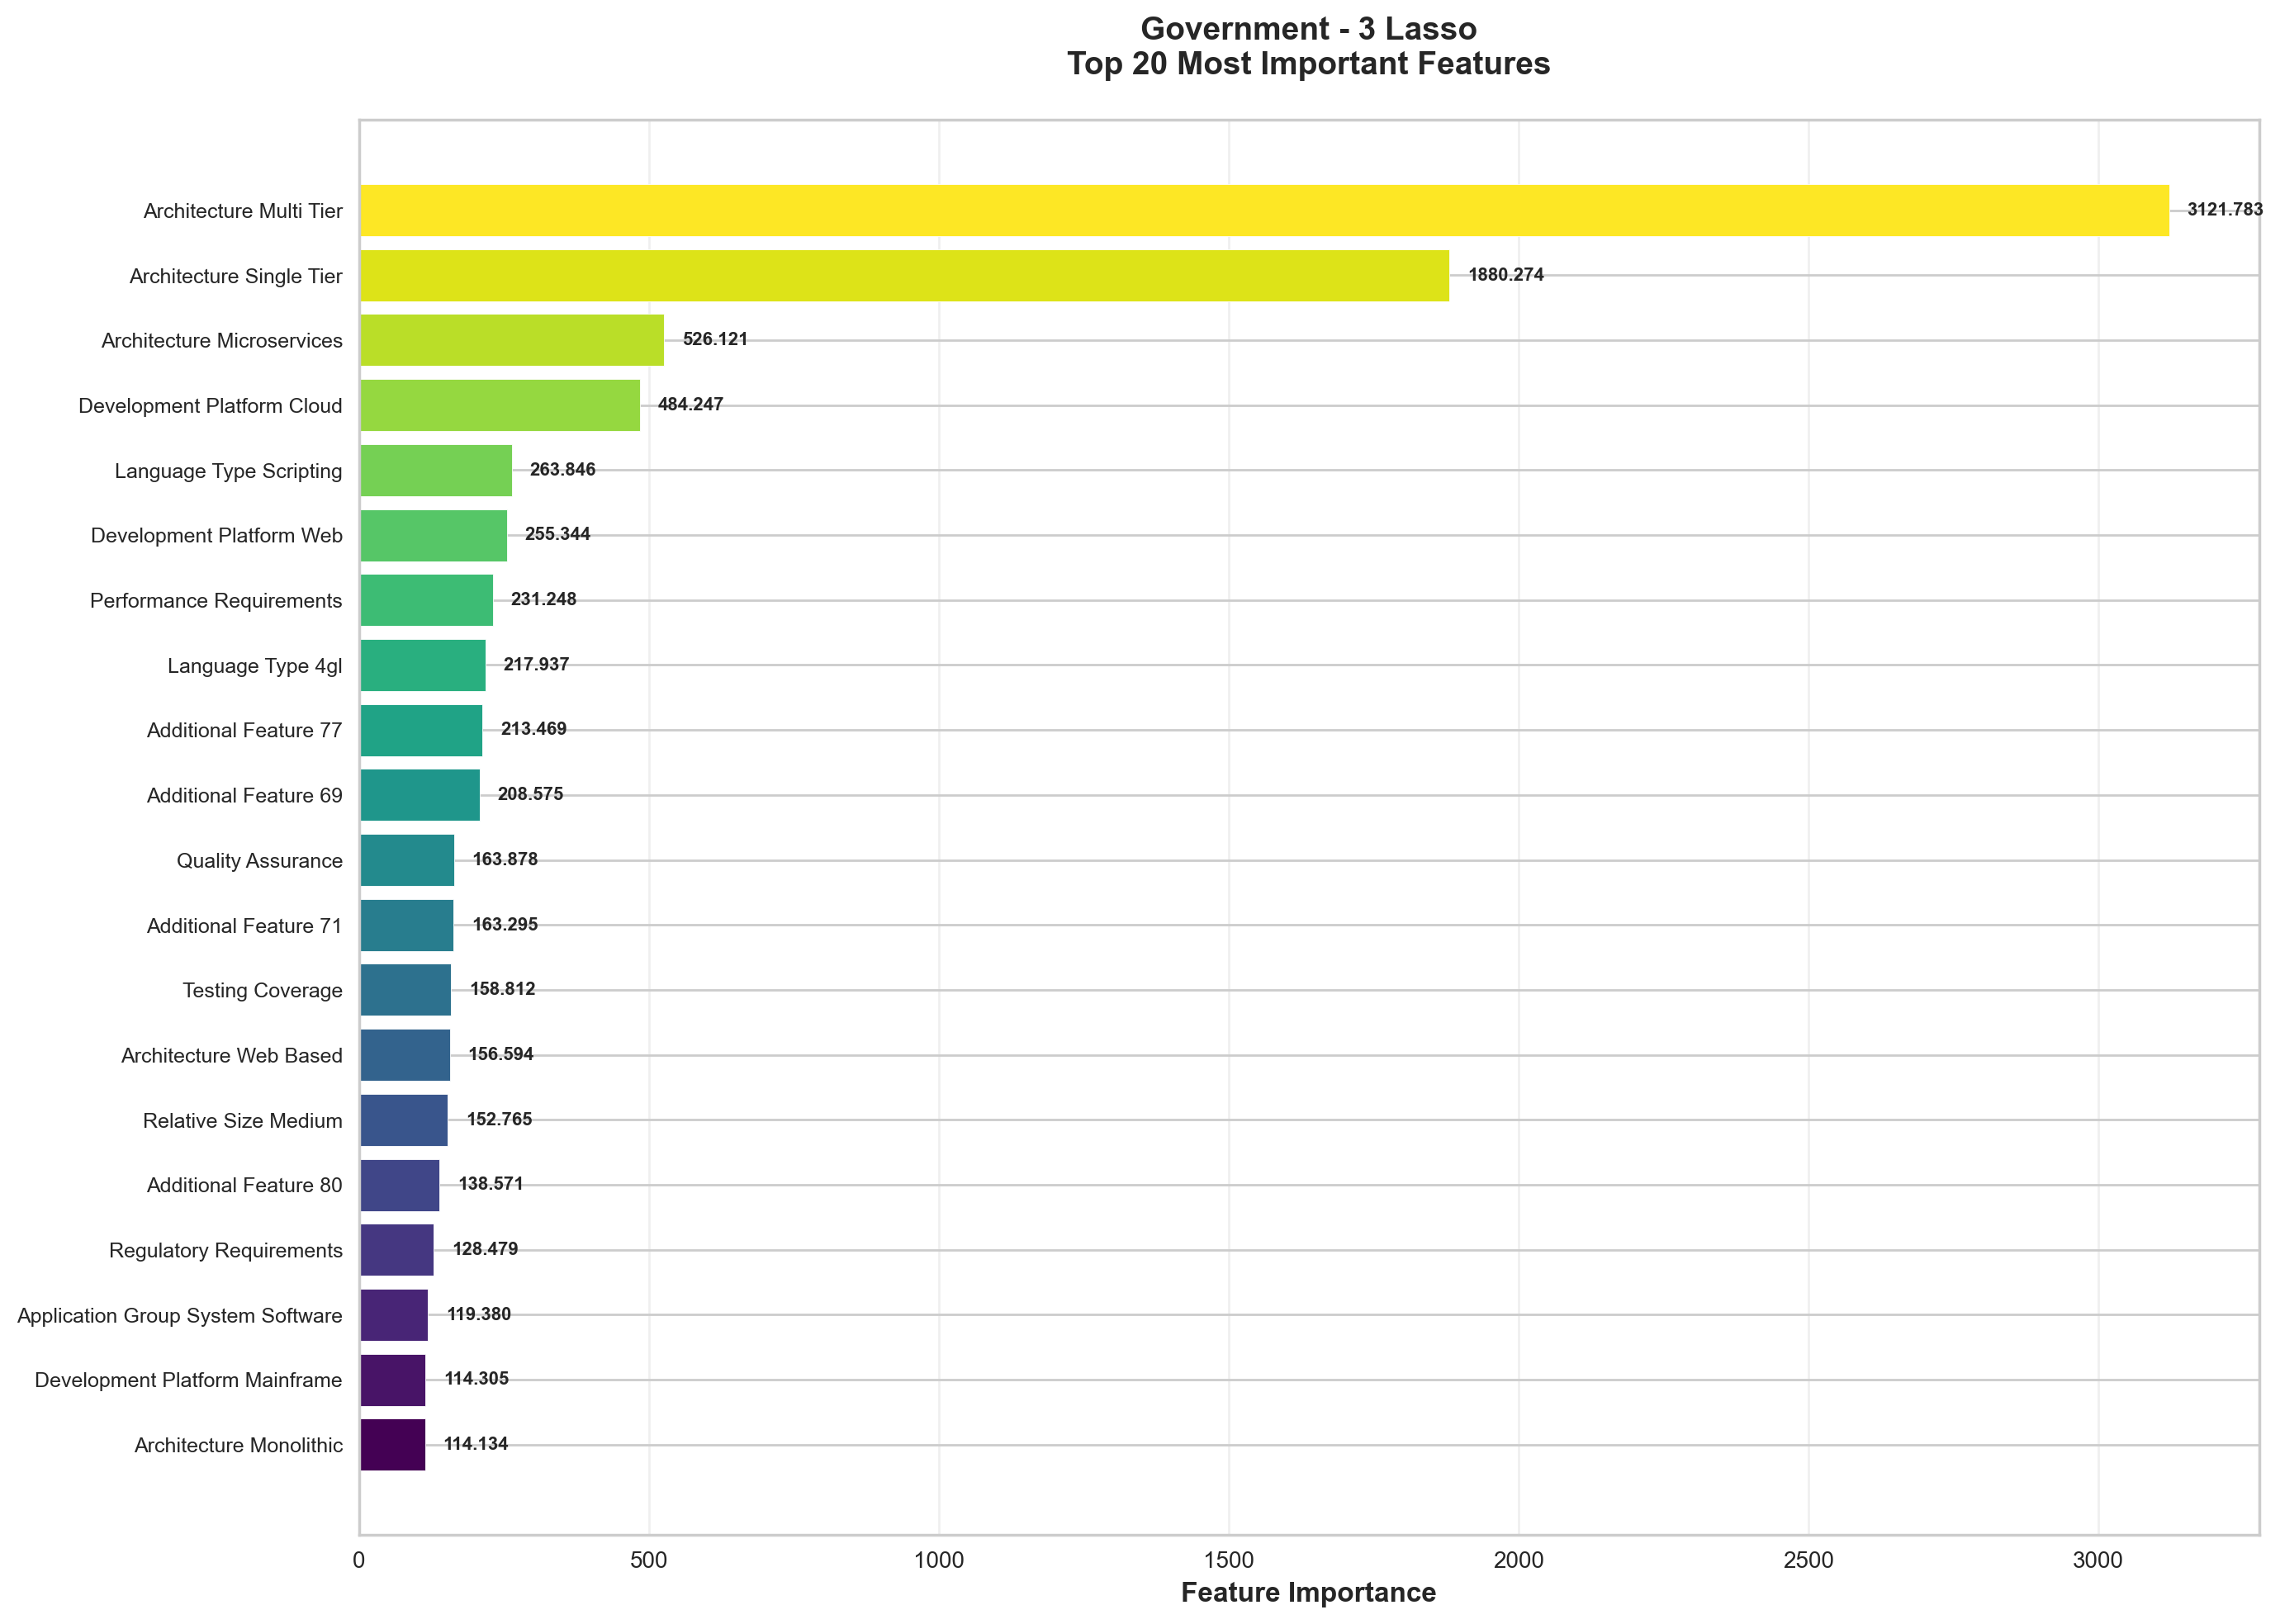 Government - 3 Lasso
Top 20 Most Important Features
Architecture Multi Tier 3121.783
Architecture Single Tier 1880.274
Architecture Microservices 526.121
Development Platform Cloud 484.247
Language Type Scripting 263.846
Development Platform Web 255.344
Performance Requirements 231.248
Language Type 4gl 217.937
Additional Feature 77 213.469
Additional Feature 69 208.575
Quality Assurance 163.878
Additional Feature 71 163.295
Testing Coverage 158.812
Architecture Web Based 156.594
Relative Size Medium 152.765
Additional Feature 80 138.571
Regulatory Requirements 128.479
Application Group System Software 119.380
Development Platform Mainframe 114.305
Architecture Monolithic 114.134
0 500 1000 1500 2000 2500 3000
Feature Importance